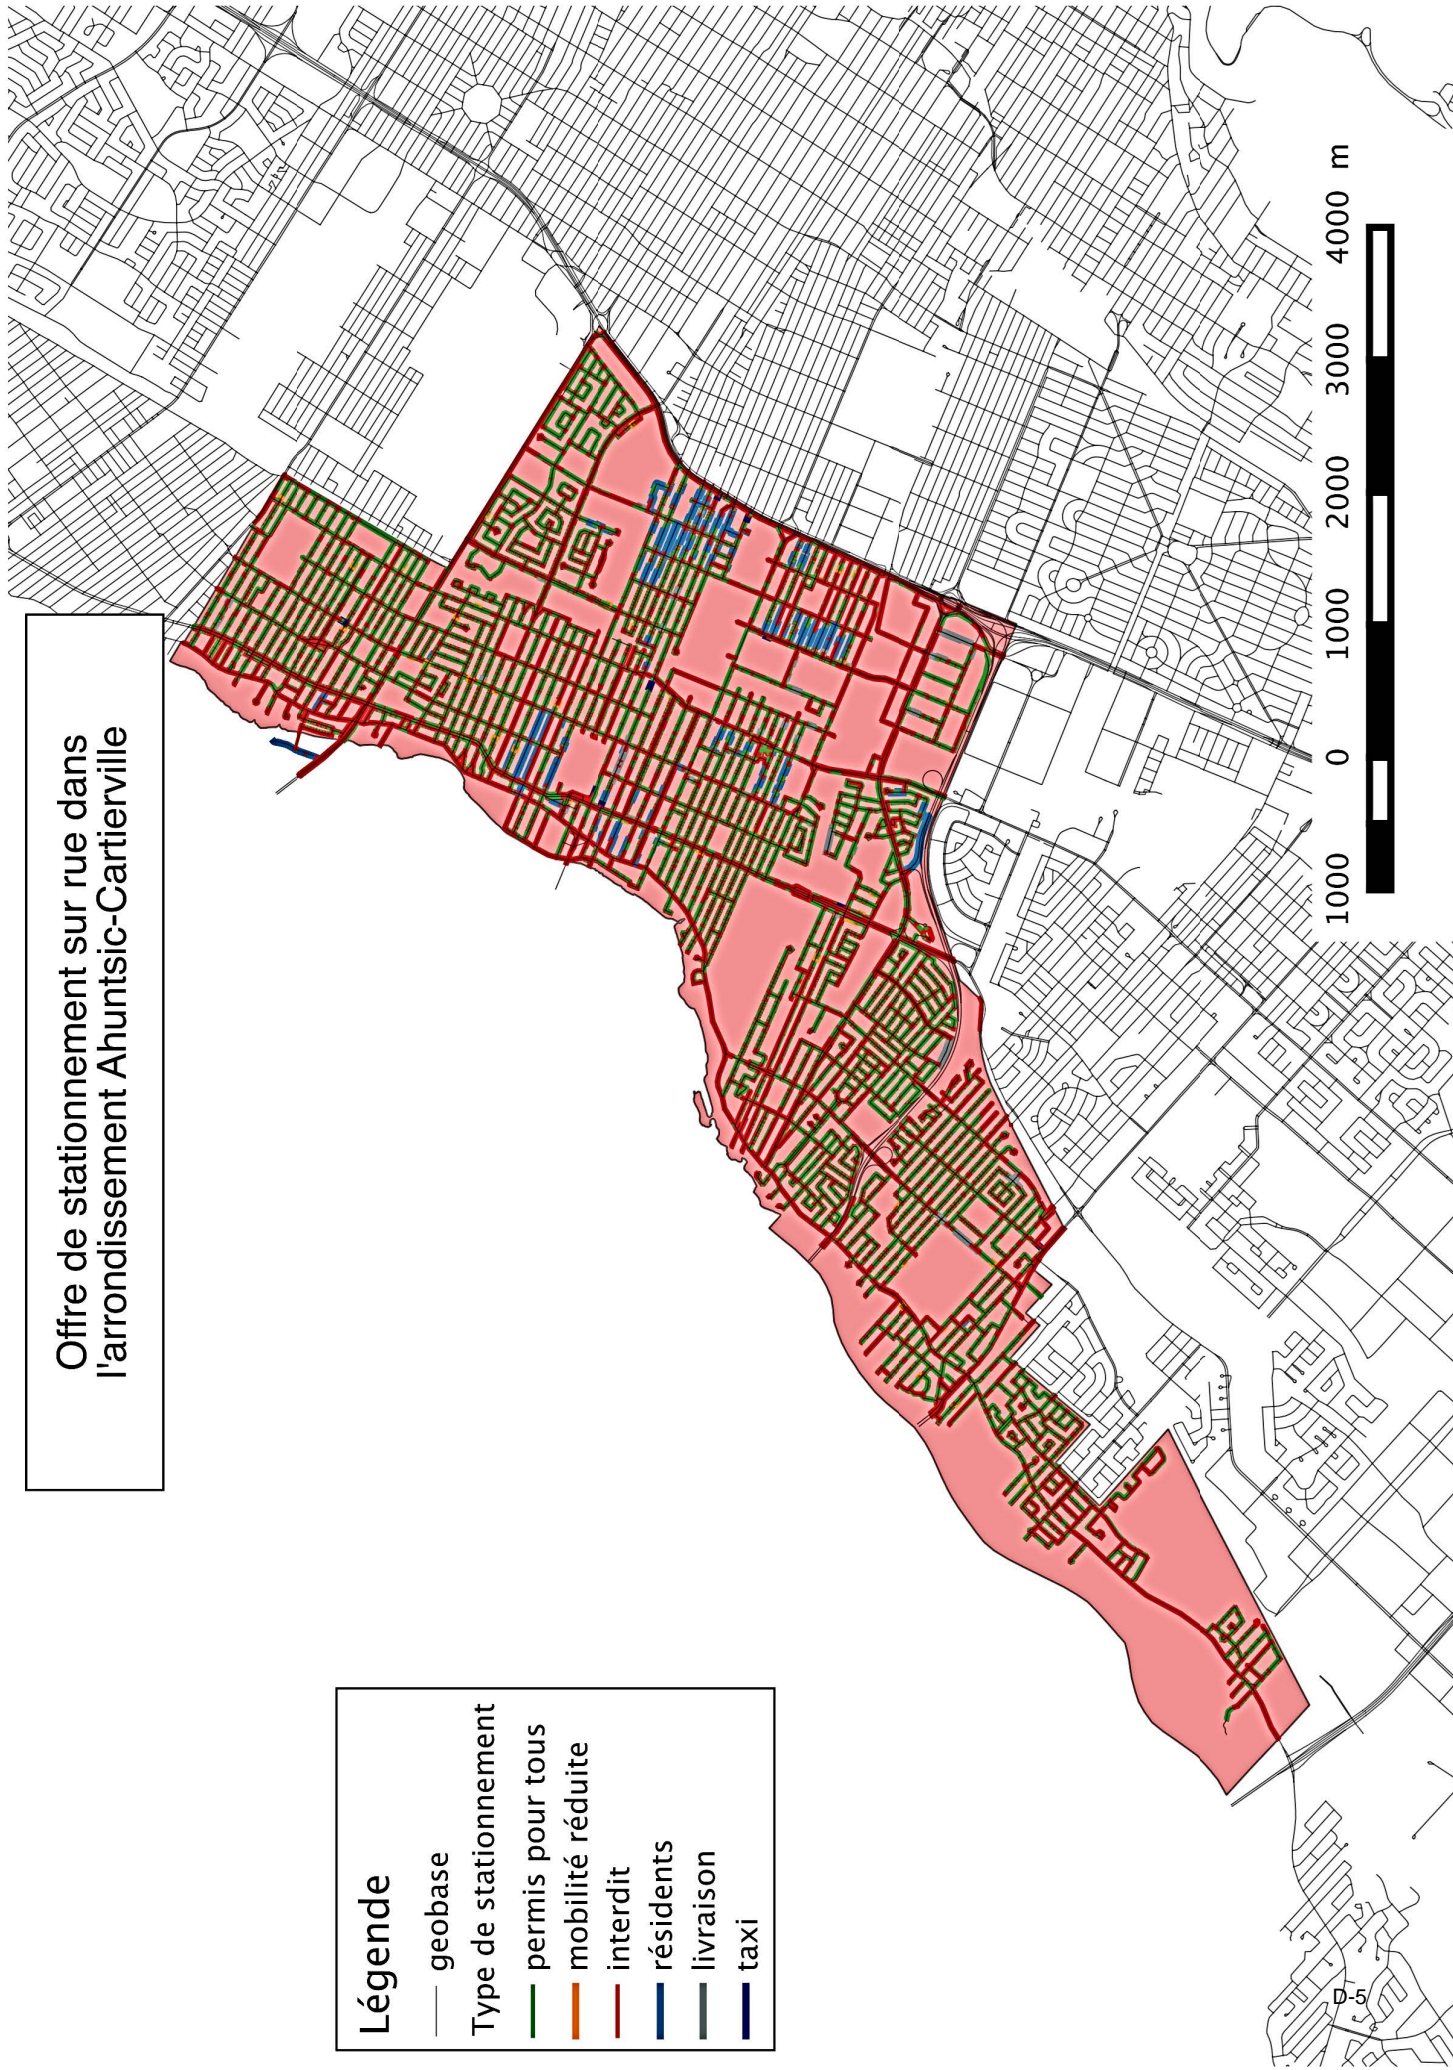 Offre de stationnement sur rue dans
l'arrondissement Ahuntsic-Cartierville
Légende
geobase
Type de stationnement
permis pour tous
mobilité réduite
interdit
résidents
livraison
taxi
1000 0 1000 2000 3000 4000 m
D-5